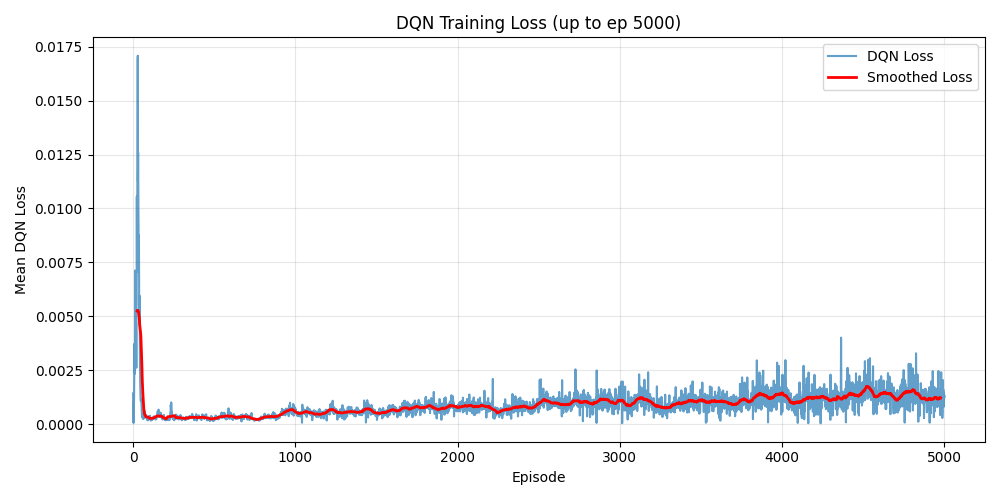 DQN Training Loss (up to ep 5000)
DQN Loss
Smoothed Loss
Mean DQN Loss
0.0175
0.0150
0.0125
0.0100
0.0075
0.0050
0.0025
0.0000
0 1000 2000 3000 4000 5000
Episode